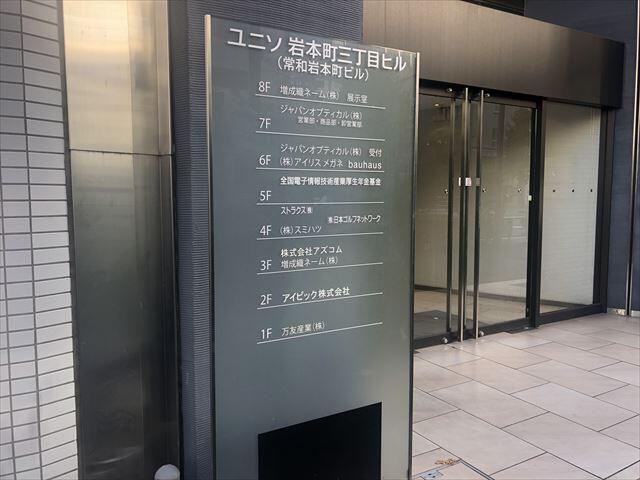 ユニゾ 岩本町三丁目ビル
(常和岩本町ビル)
8F 増成織ネーム(株) 展示室
ジャパンオプティカル(株)
7F 営業部・商品部・卸営業部
ジャパンオプティカル(株) 受付
6F (株)アイリスメガネ bauhaus
全国電子情報技術産業厚生年金基金
5F
ストラクス㈱
㈱日本ゴルフネットワーク
4F (株)スミハツ
株式会社アズコム
3F 増成織ネーム(株)
2F アイピック株式会社
1F 万友産業(株)